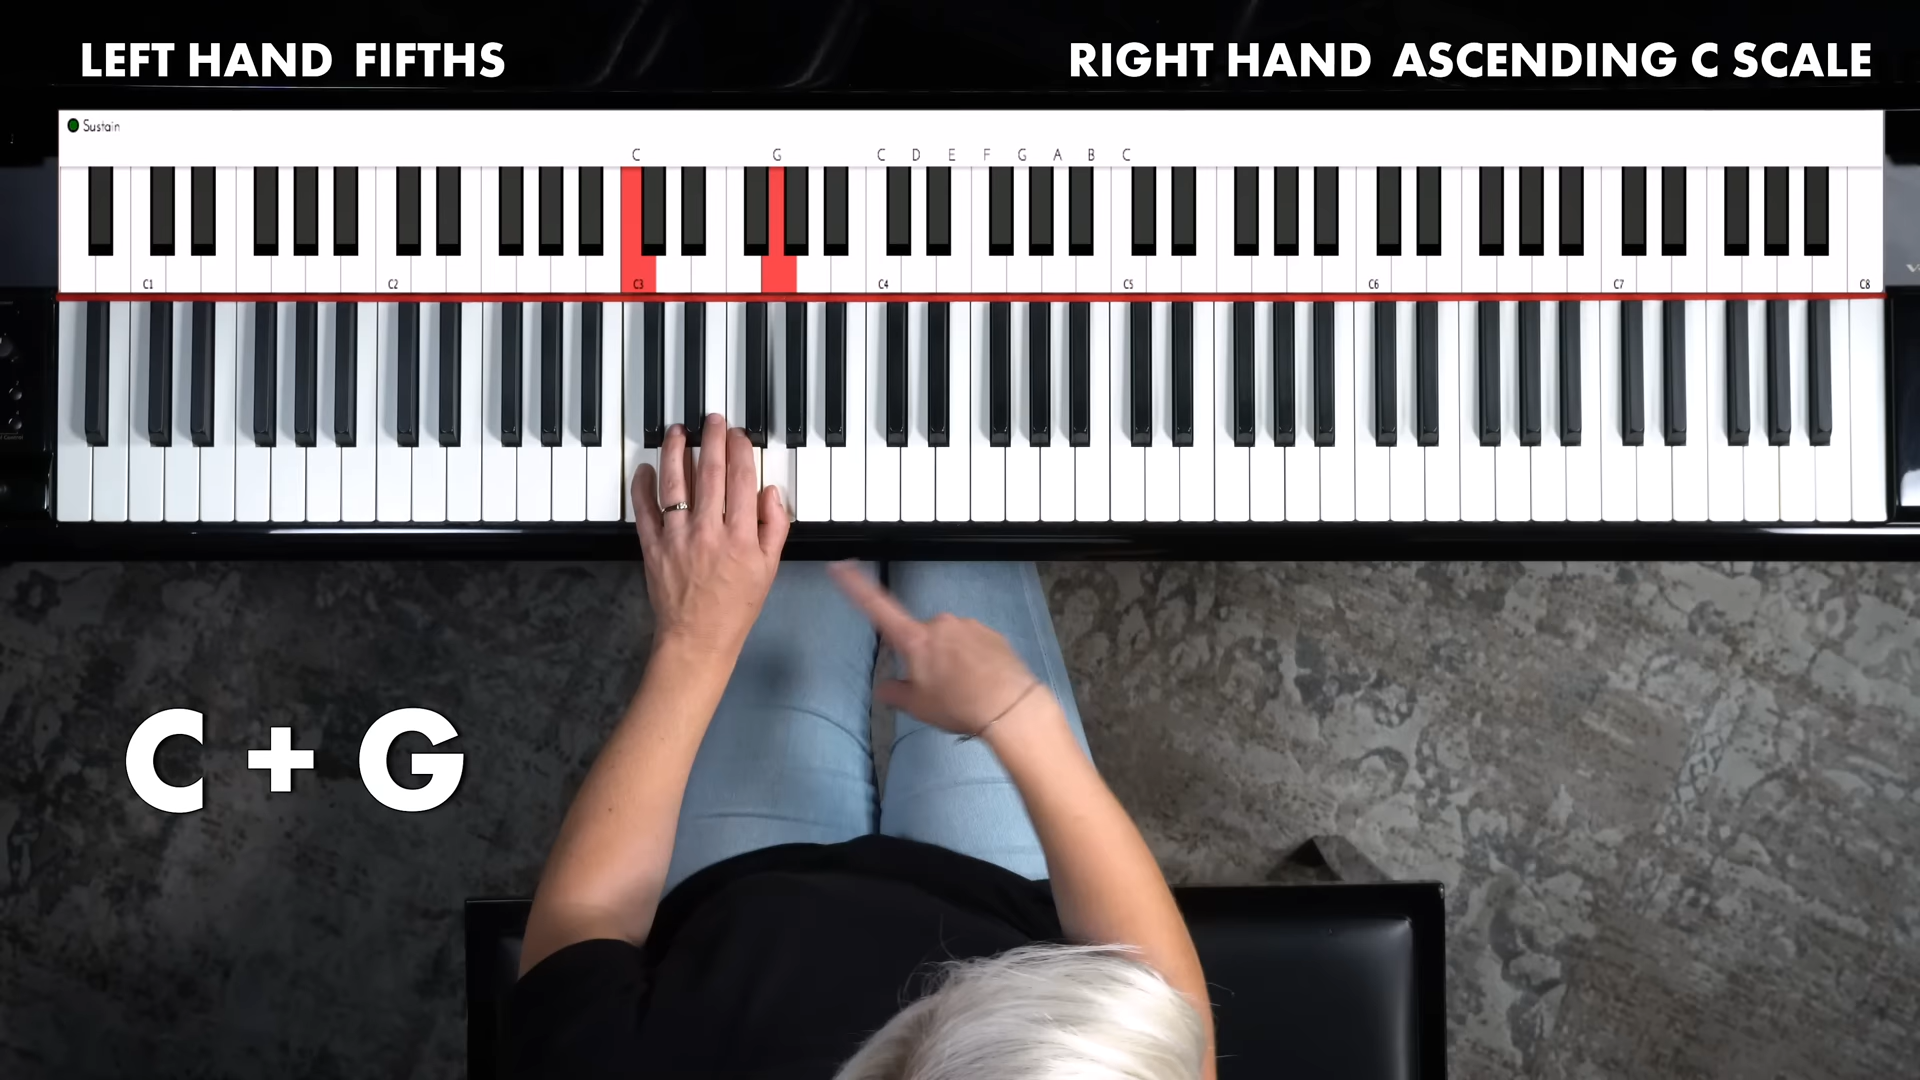 LEFT HAND FIFTHS
RIGHT HAND ASCENDING C SCALE
Sustain
C G C D E F G A B C
C1 C2 C3 C4 C5 C6 C7 C8
C + G